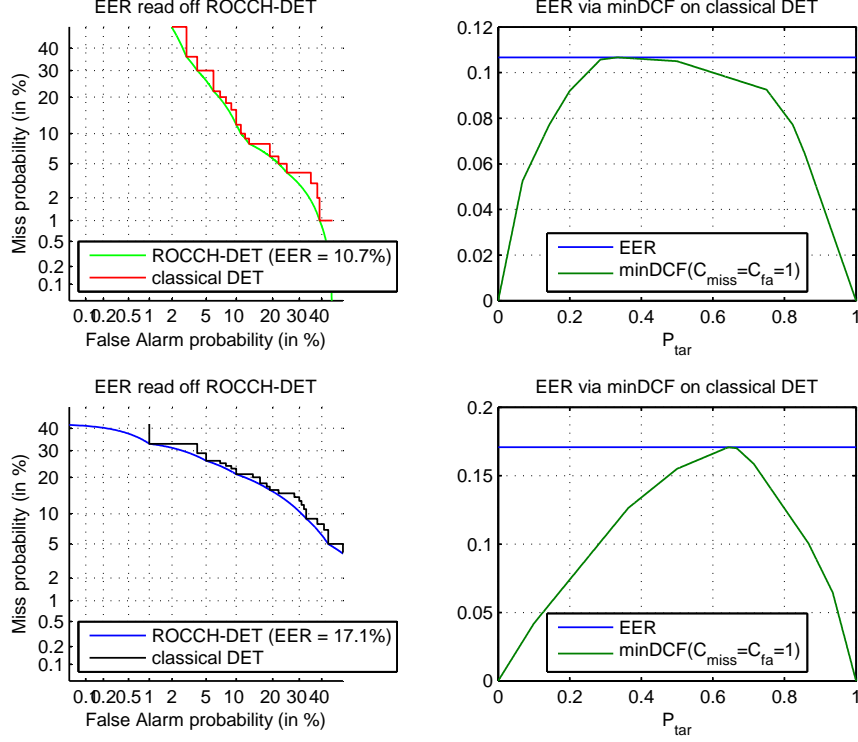 EER read off ROCCH-DET
Miss probability (in %)
40
30
20
10
5
2
1
0.5
0.2
0.1
ROCCH-DET (EER = 10.7%)
classical DET
0.1 0.2 0.5 1 2 5 10 20 30 40
False Alarm probability (in %)
EER via minDCF on classical DET
0.12
0.1
0.08
0.06
0.04
0.02
0
EER
minDCF(C_miss=C_fa=1)
0 0.2 0.4 0.6 0.8 1
P_tar
EER read off ROCCH-DET
Miss probability (in %)
40
30
20
10
5
2
1
0.5
0.2
0.1
ROCCH-DET (EER = 17.1%)
classical DET
0.1 0.2 0.5 1 2 5 10 20 30 40
False Alarm probability (in %)
EER via minDCF on classical DET
0.2
0.15
0.1
0.05
0
EER
minDCF(C_miss=C_fa=1)
0 0.2 0.4 0.6 0.8 1
P_tar